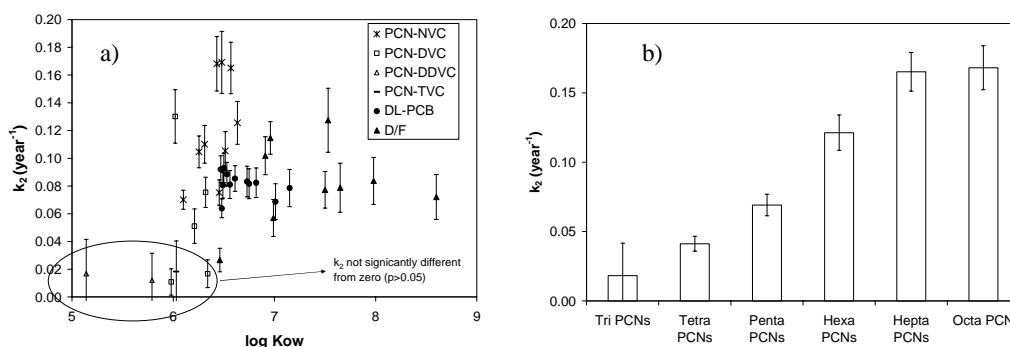 a)
k2 (year-1)
0.20
0.18
0.16
0.14
0.12
0.10
0.08
0.06
0.04
0.02
0.00
5
6
7
8
9
log Kow
PCN-NVC
PCN-DVC
PCN-DDVC
PCN-TVC
DL-PCB
D/F
k2 not signicantly different
from zero (p>0.05)
b)
k2 (year-1)
0.20
0.15
0.10
0.05
0.00
Tri PCNs
Tetra
PCNs
Penta
PCNs
Hexa
PCNs
Hepta
PCNs
Octa PCN